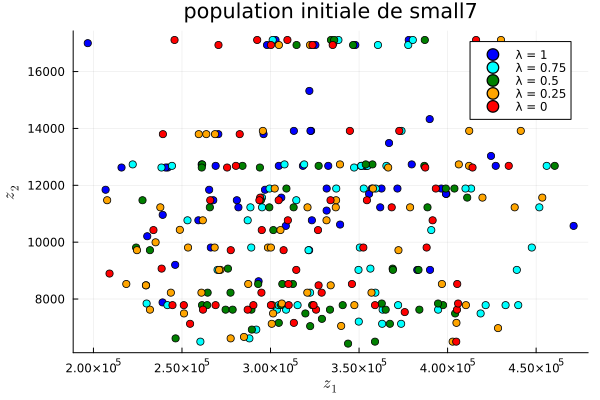 population initiale de small7
z₂
16000
14000
12000
10000
8000
λ = 1
λ = 0.75
λ = 0.5
λ = 0.25
λ = 0
2.00×10⁵ 2.50×10⁵ 3.00×10⁵ 3.50×10⁵ 4.00×10⁵ 4.50×10⁵
z₁